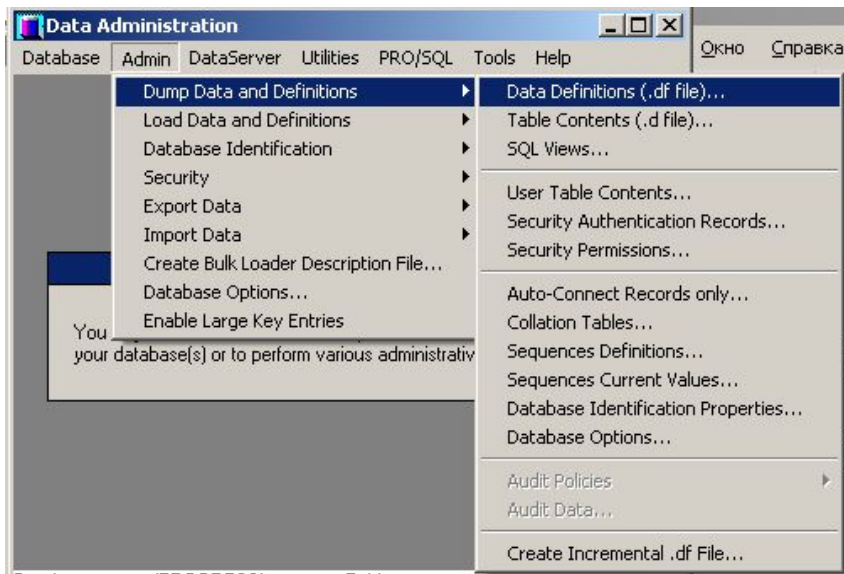 Data Administration
Окно Справка
Database Admin DataServer Utilities PRO/SQL Tools Help
Dump Data and Definitions
Load Data and Definitions
Database Identification
Security
Export Data
Import Data
Create Bulk Loader Description File...
Database Options...
Enable Large Key Entries
Data Definitions (.df file)...
Table Contents (.d file)...
SQL Views...
User Table Contents...
Security Authentication Records...
Security Permissions...
Auto-Connect Records only...
Collation Tables...
Sequences Definitions...
Sequences Current Values...
Database Identification Properties...
Database Options...
Audit Policies
Audit Data...
Create Incremental .df File...
You
your database(s) or to perform various administrativ